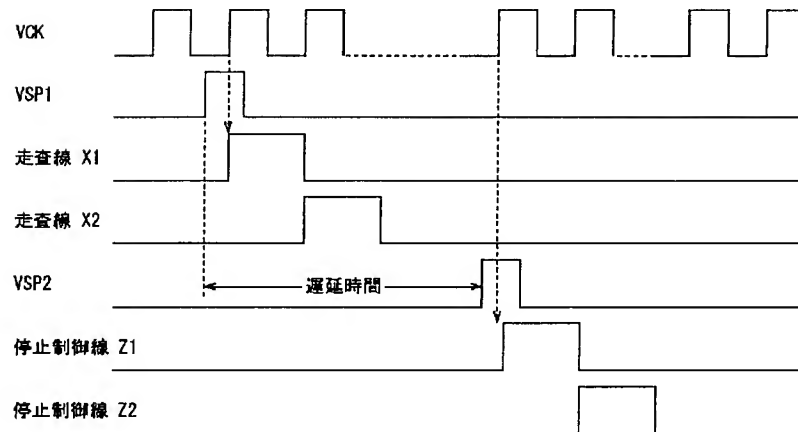 VCK
VSP1
走査線 X1
走査線 X2
VSP2
遅延時間
停止制御線 Z1
停止制御線 Z2